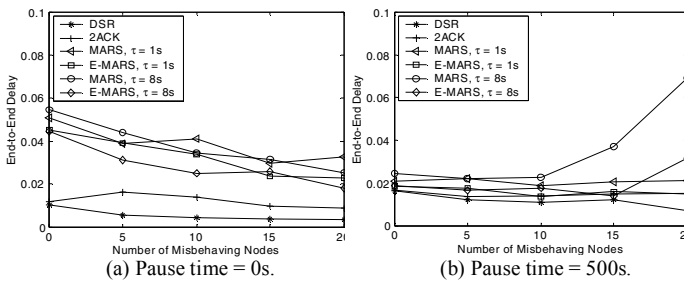 0.1
0.08
0.06
0.04
0.02
0
End-to-End Delay
DSR
2ACK
MARS, τ = 1s
E-MARS, τ = 1s
MARS, τ = 8s
E-MARS, τ = 8s
0 5 10 15 20
Number of Misbehaving Nodes
(a) Pause time = 0s.
0.1
0.08
0.06
0.04
0.02
0
End-to-End Delay
DSR
2ACK
MARS, τ = 1s
E-MARS, τ = 1s
MARS, τ = 8s
E-MARS, τ = 8s
0 5 10 15 20
Number of Misbehaving Nodes
(b) Pause time = 500s.